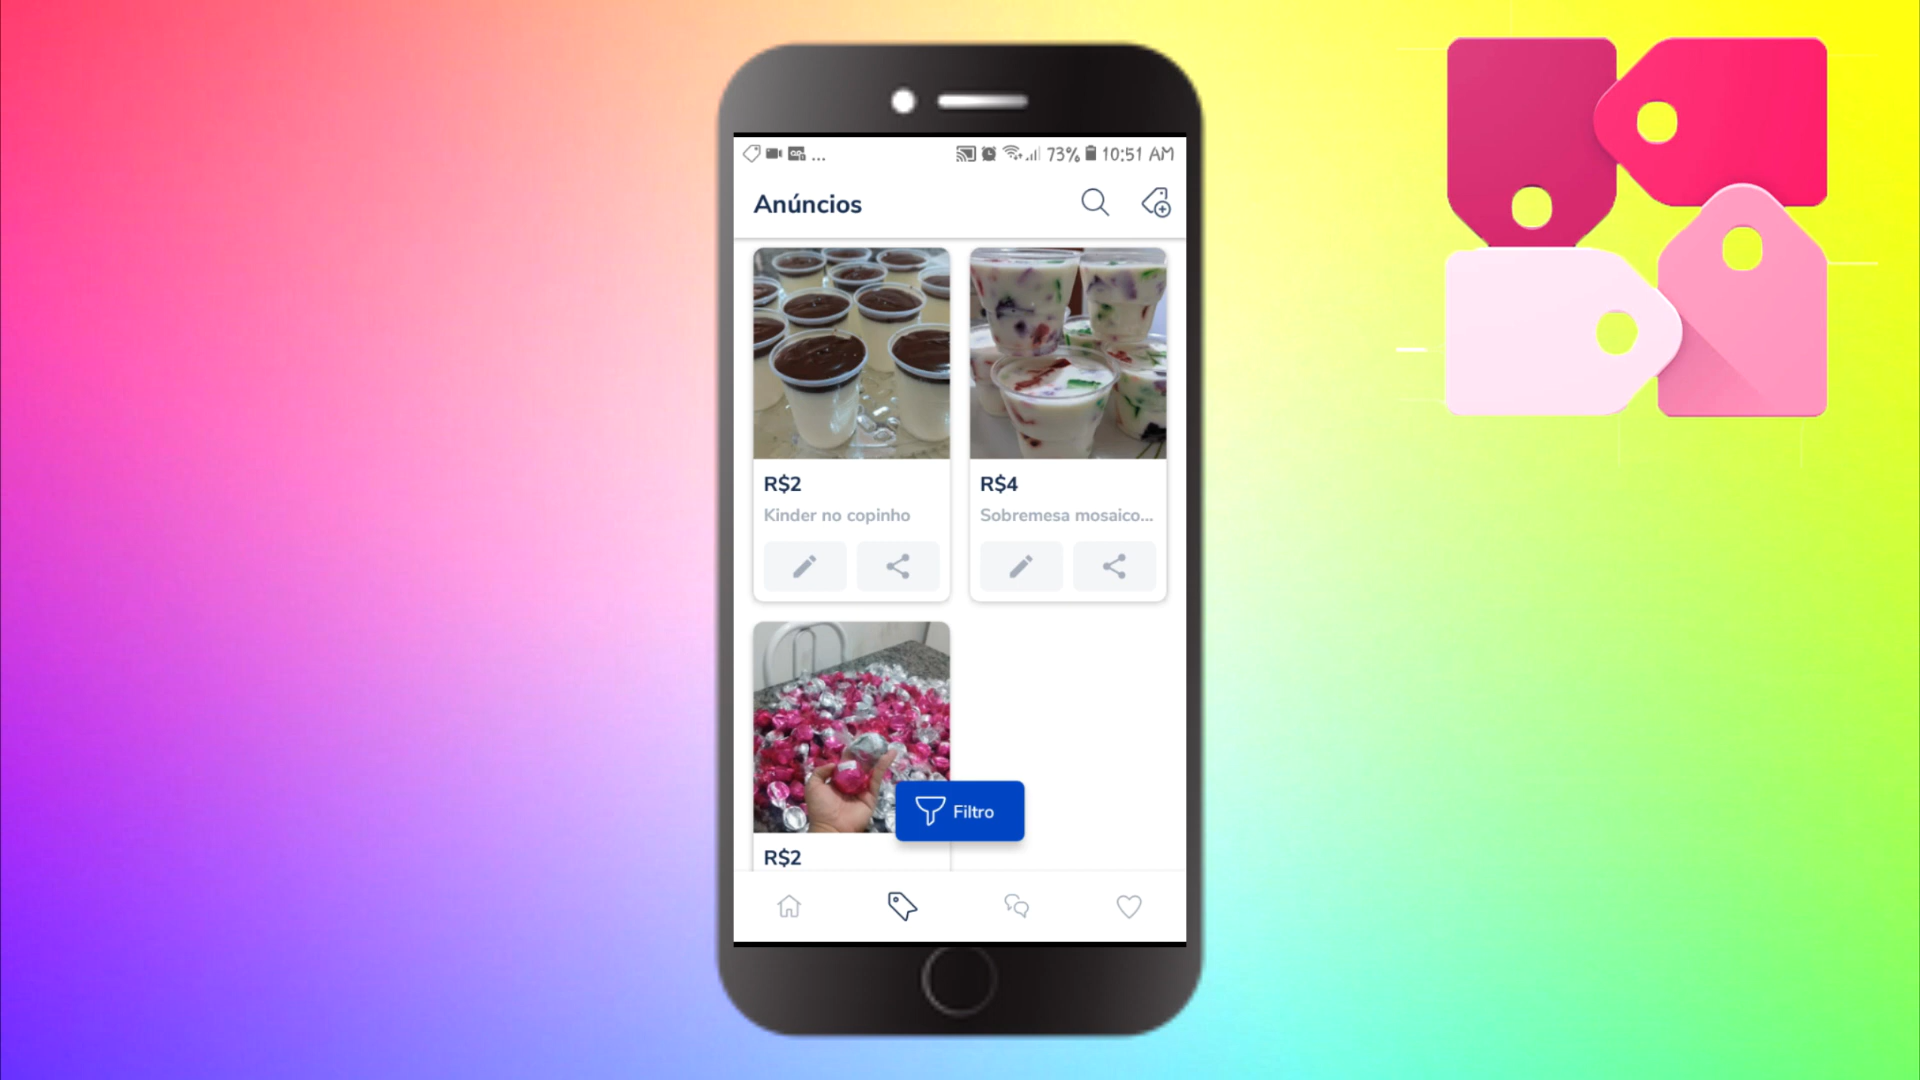 ... 73% 10:51 AM
Anúncios
R$2
Kinder no copinho
R$4
Sobremesa mosaico...
Filtro
R$2